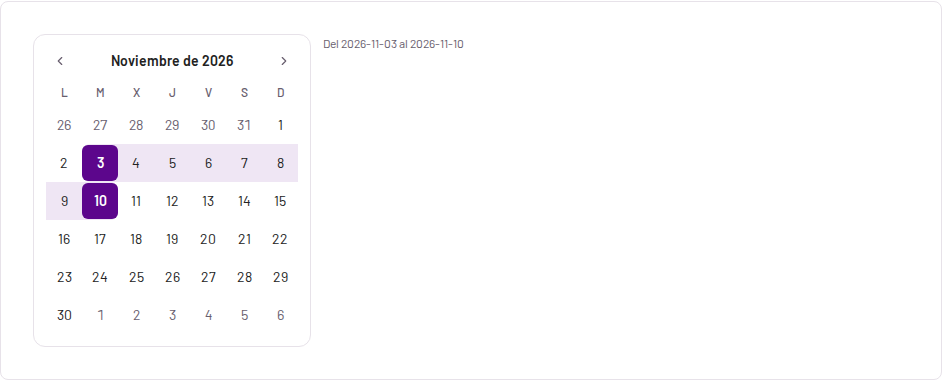 Noviembre de 2026
Del 2026-11-03 al 2026-11-10
L M X J V S D
26 27 28 29 30 31 1
2 3 4 5 6 7 8
9 10 11 12 13 14 15
16 17 18 19 20 21 22
23 24 25 26 27 28 29
30 1 2 3 4 5 6